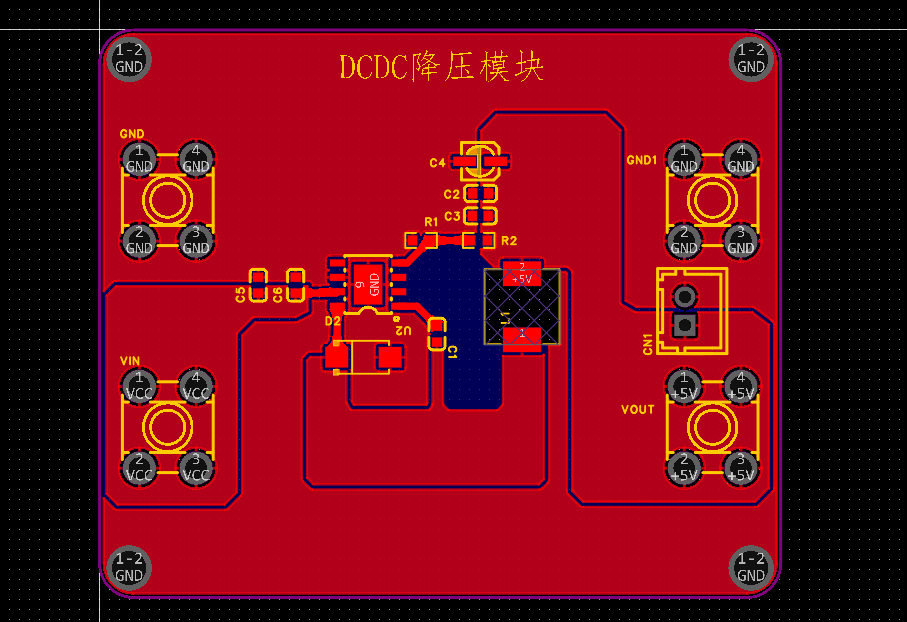 DCDC降压模块
1-2
GND
1-2
GND
GND
1
GND
4
GND
2
GND
3
GND
C4
C2
C3
R1
R2
GND1
1
GND
4
GND
2
GND
3
GND
C5
C6
9
GND
D2
U2
C1
2
+5V
L1
1
CN1
VIN
1
VCC
4
VCC
2
VCC
3
VCC
VOUT
1
+5V
4
+5V
2
+5V
3
+5V
1-2
GND
1-2
GND